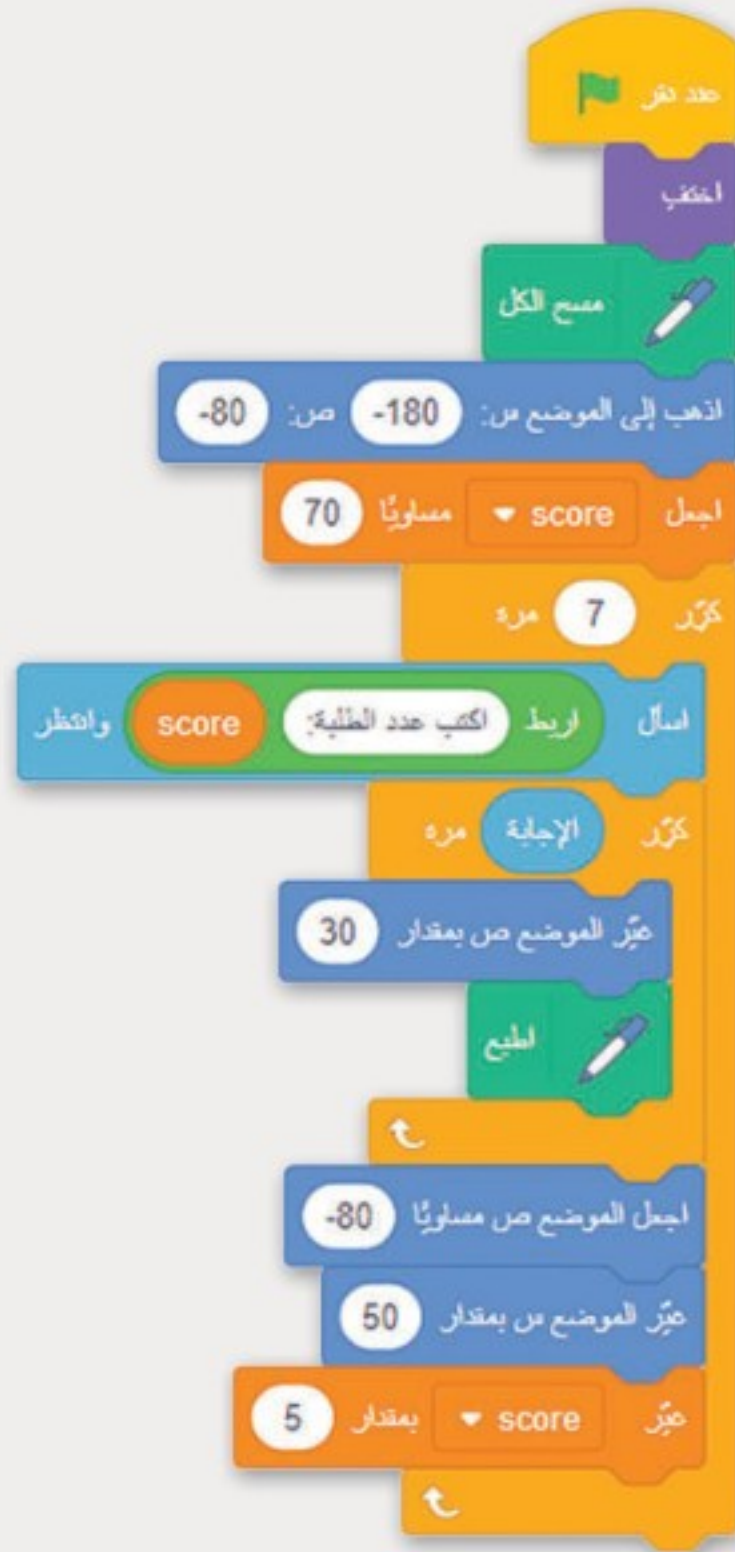 عند نقر
اختفِ
مسح الكل
اذهب إلى الموضع س: -180 ص: -80
اجعل score مساويًا 70
كرّر 7 مرة
اسأل اربط اكتب عدد الطلبة: score وانتظر
كرّر الإجابة مرة
غيّر الموضع ص بمقدار 30
اطبع
اجعل الموضع ص مساويًا -80
غيّر الموضع س بمقدار 50
غيّر score بمقدار 5